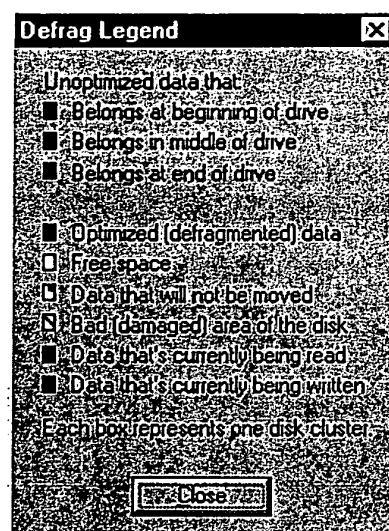 Defrag Legend
Unoptimized data that:
Belongs at beginning of drive
Belongs in middle of drive
Belongs at end of drive
Optimized (defragmented) data
Free space
Data that will not be moved
Bad (damaged) area of the disk
Data that's currently being read
Data that's currently being written
Each box represents one disk cluster
Close